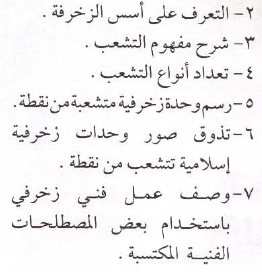 ٢- التعرف على أسس الزخرفة .
٣- شرح مفهوم التشعب .
٤- تعداد أنواع التشعب .
٥- رسم وحدة زخرفية متشعبة من نقطة.
٦- تذوق صور وحدات زخرفية
إسلامية تتشعب من نقطة .
٧- وصف عمل فني زخرفي
باستخدام بعض المصطلحات
الفنية المكتسبة .